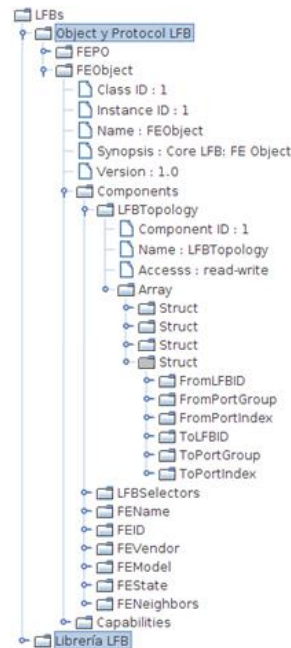 LFBs
Object y Protocol LFB
FEPO
FEObject
Class ID : 1
Instance ID : 1
Name : FEObject
Synopsis : Core LFB: FE Object
Version : 1.0
Components
LFBTopology
Component ID : 1
Name : LFBTopology
Accesss : read-write
Array
Struct
Struct
Struct
Struct
FromLFBID
FromPortGroup
FromPortIndex
ToLFBID
ToPortGroup
ToPortIndex
LFBSelectors
FEName
FEID
FEVendor
FEModel
FEState
FENeighbors
Capabilities
Librería LFB